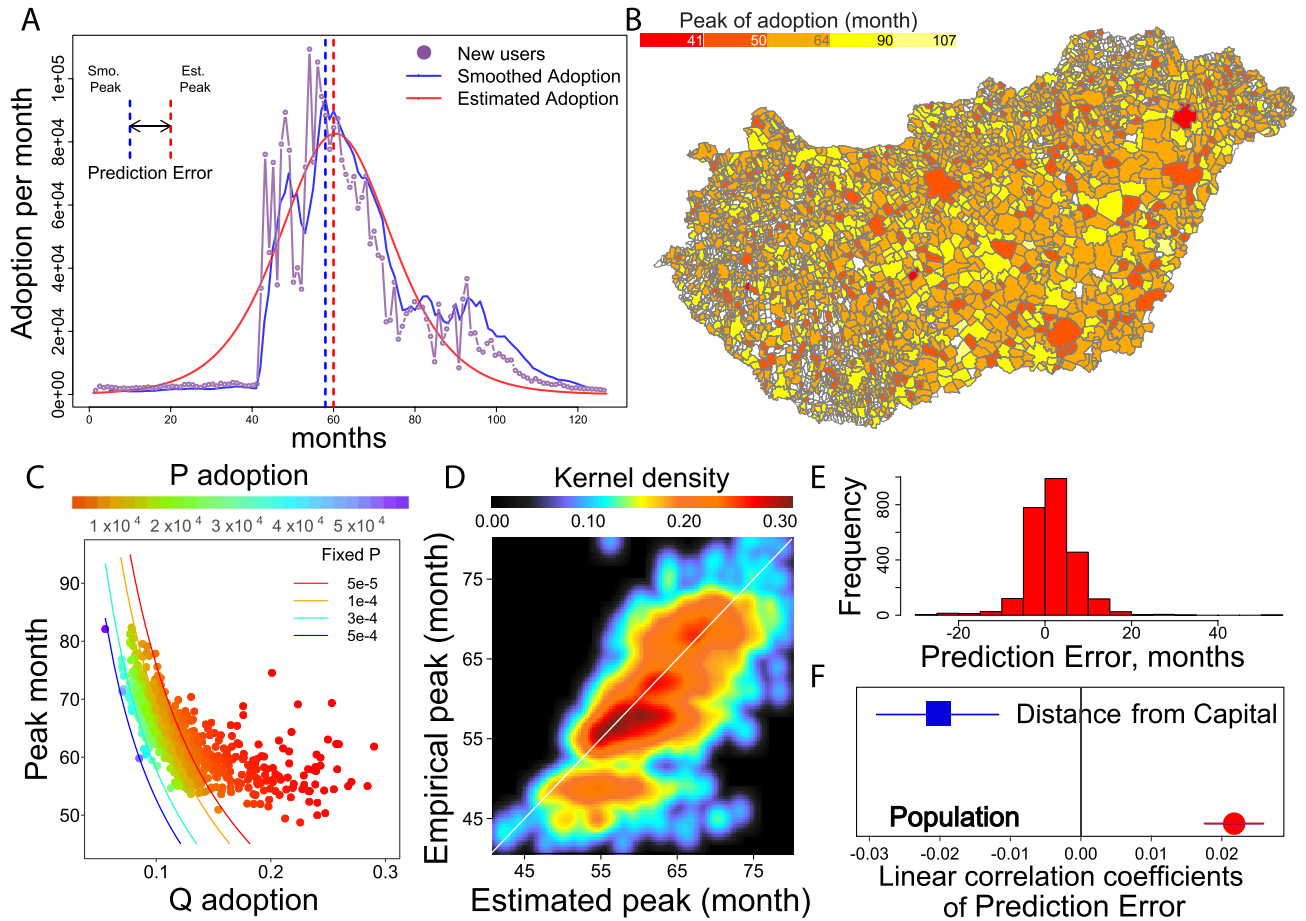 A
New users
Smoothed Adoption
Estimated Adoption
Smo.
Peak
Est.
Peak
Prediction Error
Adoption per month
0e+00
2e+04
4e+04
6e+04
8e+04
1e+05
0
20
40
60
80
100
120
months
B
Peak of adoption (month)
41
50
64
90
107
C
P adoption
1 x10⁴
2 x10⁴
3 x10⁴
4 x10⁴
5 x10⁴
Fixed P
5e-5
1e-4
3e-4
5e-4
Peak month
90
80
70
60
50
0.1
0.2
0.3
Q adoption
D
Kernel density
0.00
0.10
0.20
0.30
Empirical peak (month)
75
65
55
45
45
55
65
75
Estimated peak (month)
E
Frequency
800
400
0
-20
0
20
40
Prediction Error, months
F
Distance from Capital
Population
-0.03
-0.02
-0.01
0.00
0.01
0.02
Linear correlation coefficients
of Prediction Error